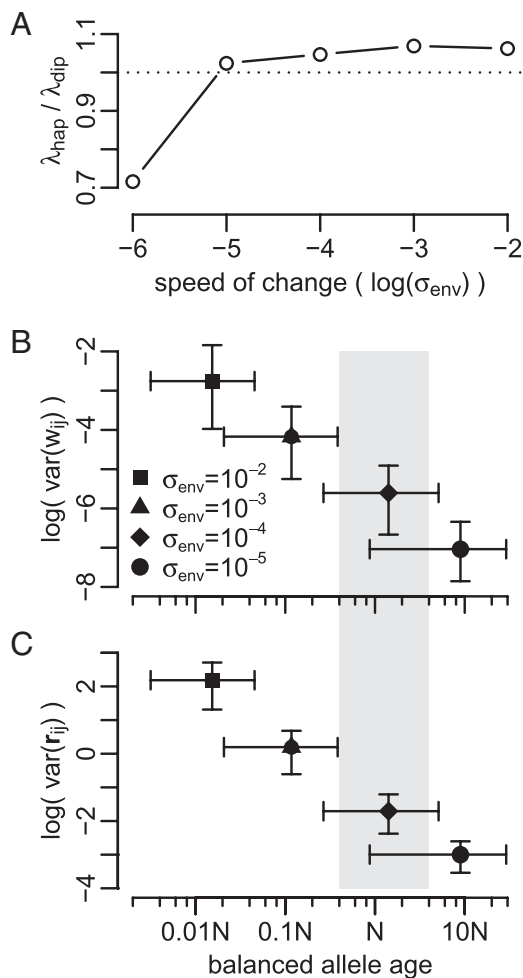 A
λhap / λdip
1.1
0.9
0.7
−6 −5 −4 −3 −2
speed of change ( log(σenv) )
B
log( var(wij) )
−2
−4
−6
−8
σenv=10−2
σenv=10−3
σenv=10−4
σenv=10−5
C
log( var(rij) )
2
0
−2
−4
0.01N 0.1N N 10N
balanced allele age